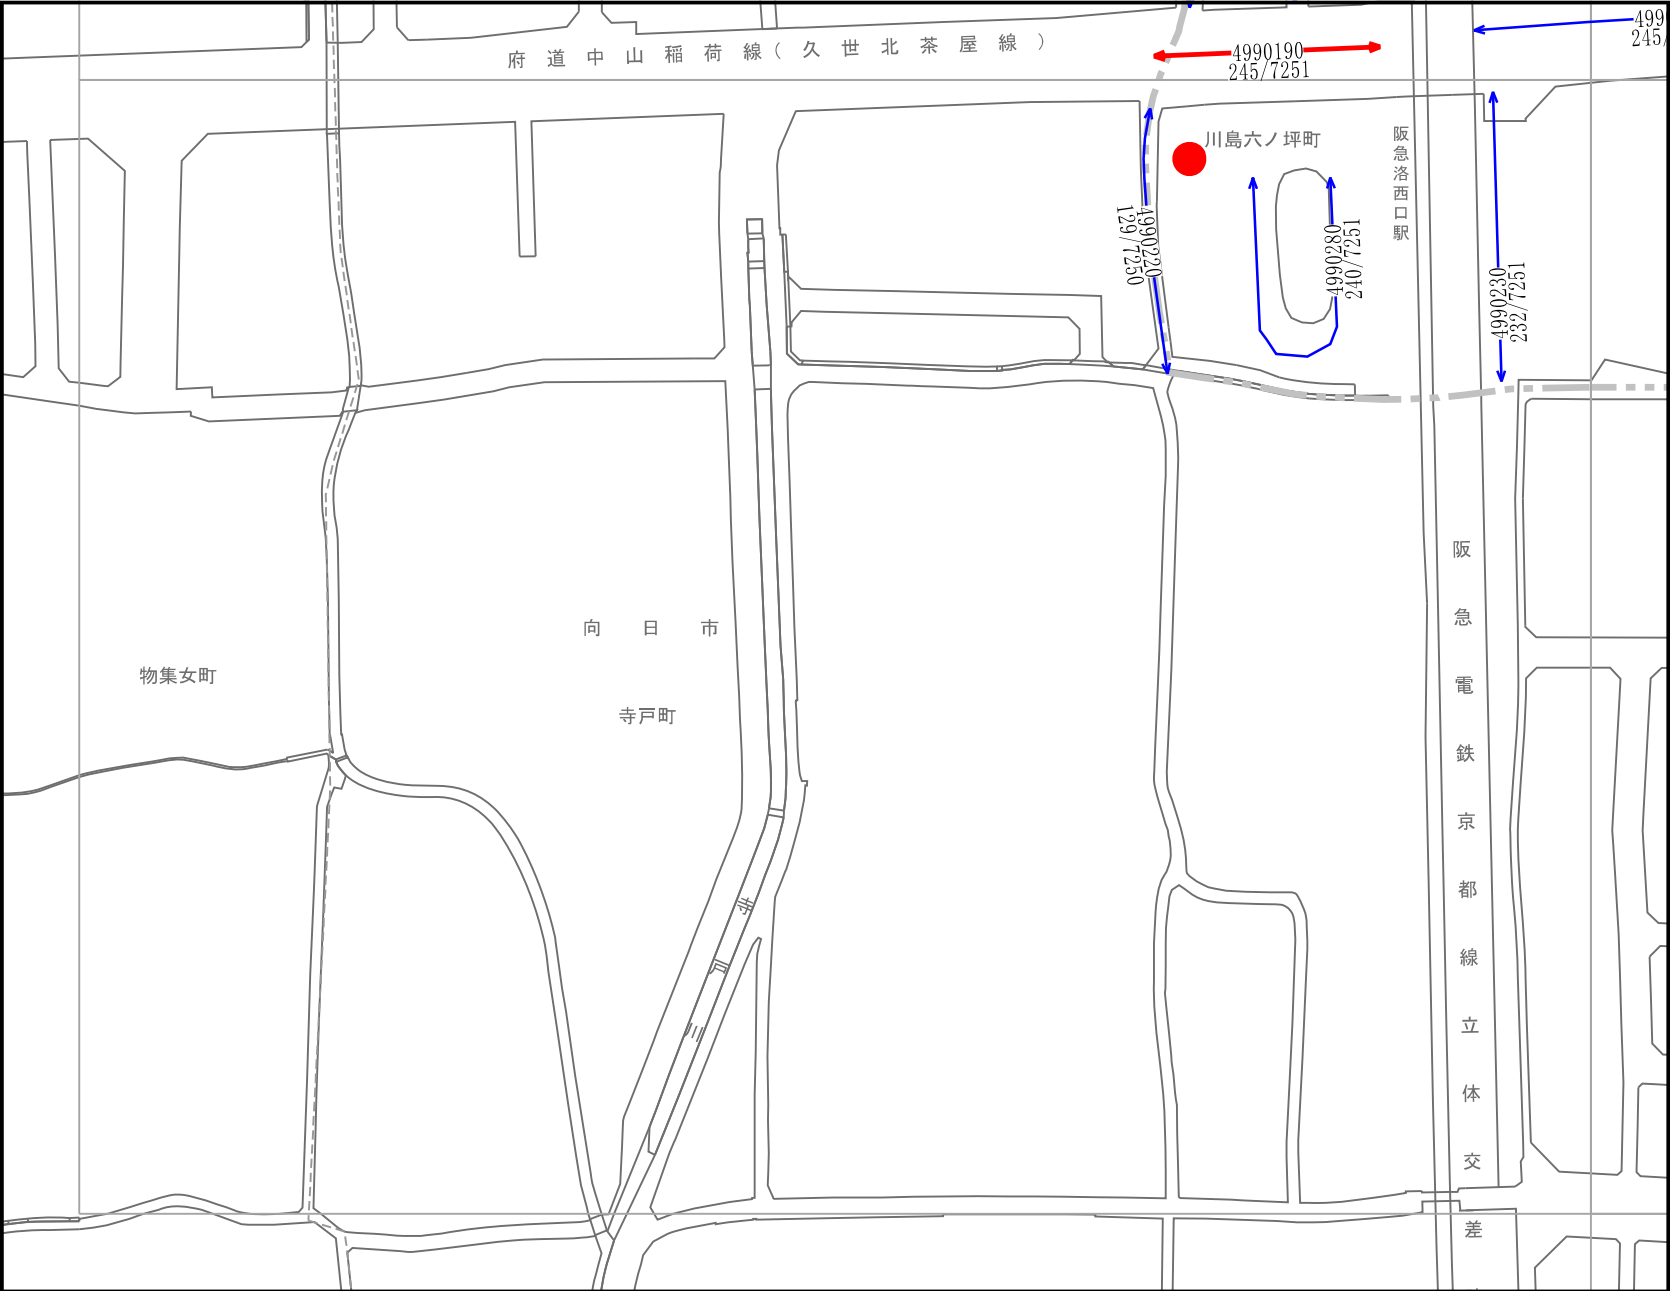 府道中山稲荷線(久世北茶屋線)
4990190
245/7251
499
245/
川島六ノ坪町
阪急洛西口駅
4990220
129/7250
4990280
240/7251
4990230
232/7251
向日市
物集女町
寺戸町
阪急電鉄京都線立体交差
寺戸川